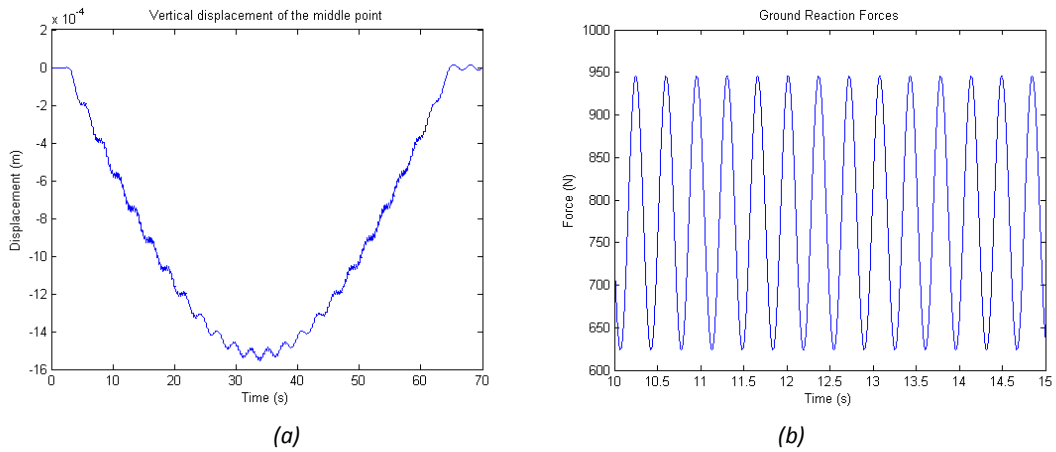 Vertical displacement of the middle point
x 10^-4
2
0
-2
-4
-6
-8
-10
-12
-14
-16
Displacement (m)
0 10 20 30 40 50 60 70
Time (s)
(a)
Ground Reaction Forces
1000
950
900
850
800
750
700
650
600
Force (N)
10 10.5 11 11.5 12 12.5 13 13.5 14 14.5 15
Time (s)
(b)